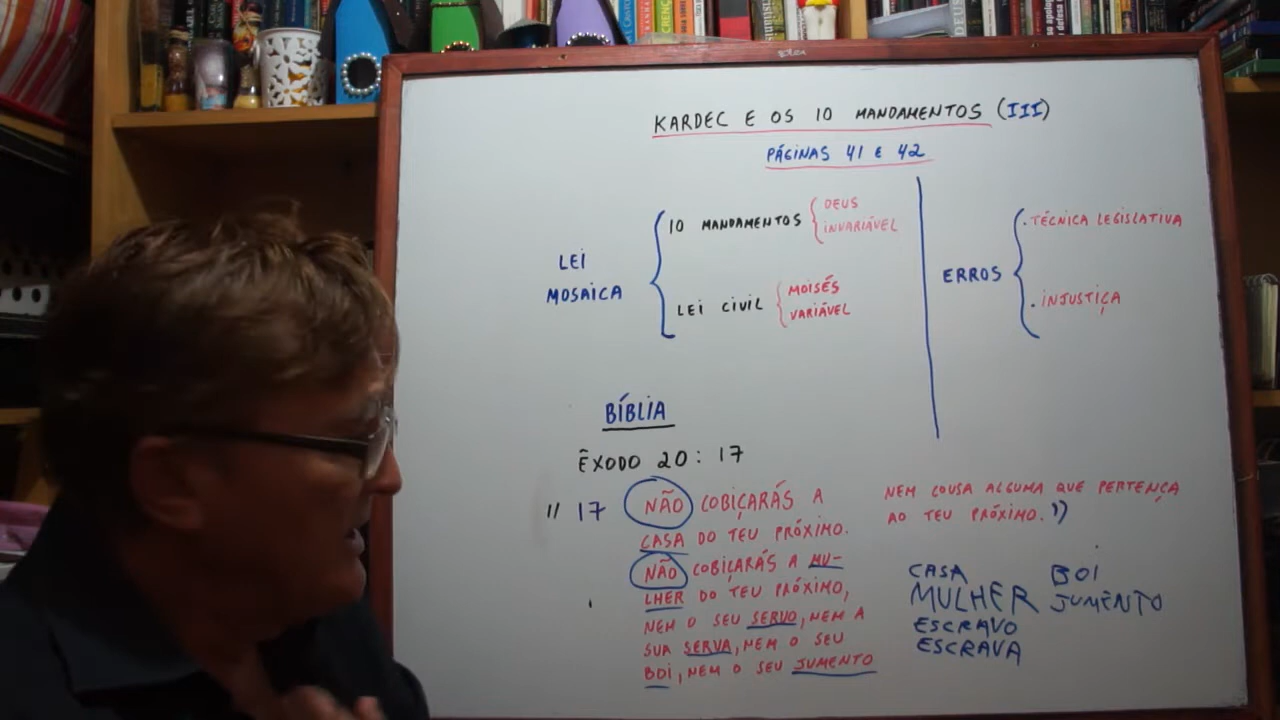 KARDEC E OS 10 MANDAMENTOS (III)
PÁGINAS 41 E 42
LEI
MOSAICA
10 MANDAMENTOS
DEUS
INVARIÁVEL
LEI CIVIL
MOISÉS
VARIÁVEL
ERROS
. TÉCNICA LEGISLATIVA
. INJUSTIÇA
BÍBLIA
ÊXODO 20:17
" 17 NÃO COBIÇARÁS A
CASA DO TEU PRÓXIMO.
NÃO COBIÇARÁS A MU-
LHER DO TEU PRÓXIMO,
NEM O SEU SERVO, NEM A
SUA SERVA, NEM O SEU
BOI, NEM O SEU JUMENTO
NEM COUSA ALGUMA QUE PERTENÇA
AO TEU PRÓXIMO."
CASA
MULHER
ESCRAVO
ESCRAVA
BOI
JUMENTO